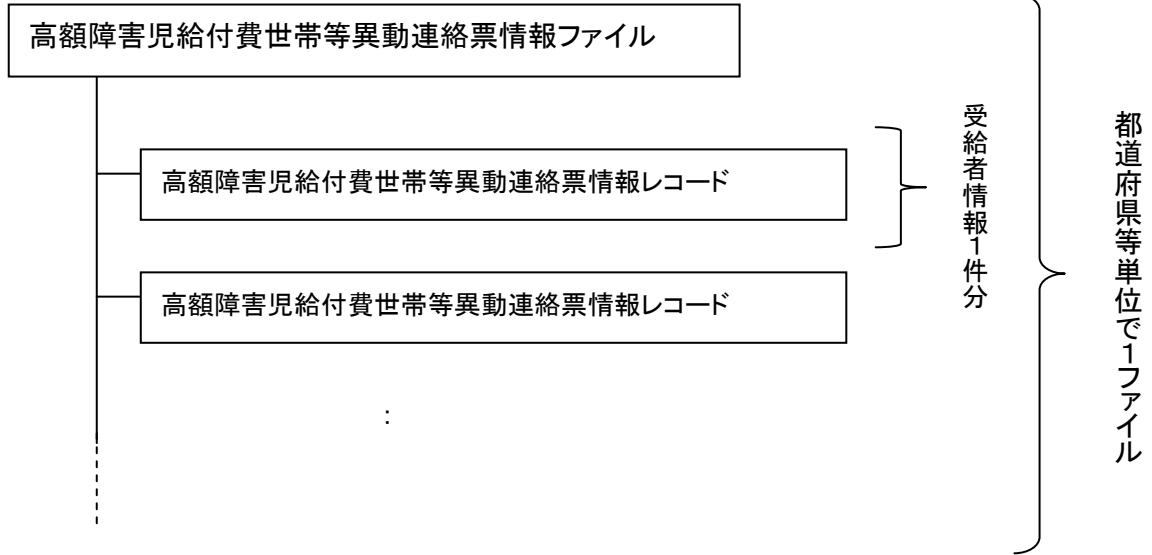 高額障害児給付費世帯等異動連絡票情報ファイル
高額障害児給付費世帯等異動連絡票情報レコード
高額障害児給付費世帯等異動連絡票情報レコード
:
受給者情報1件分
都道府県等単位で1ファイル